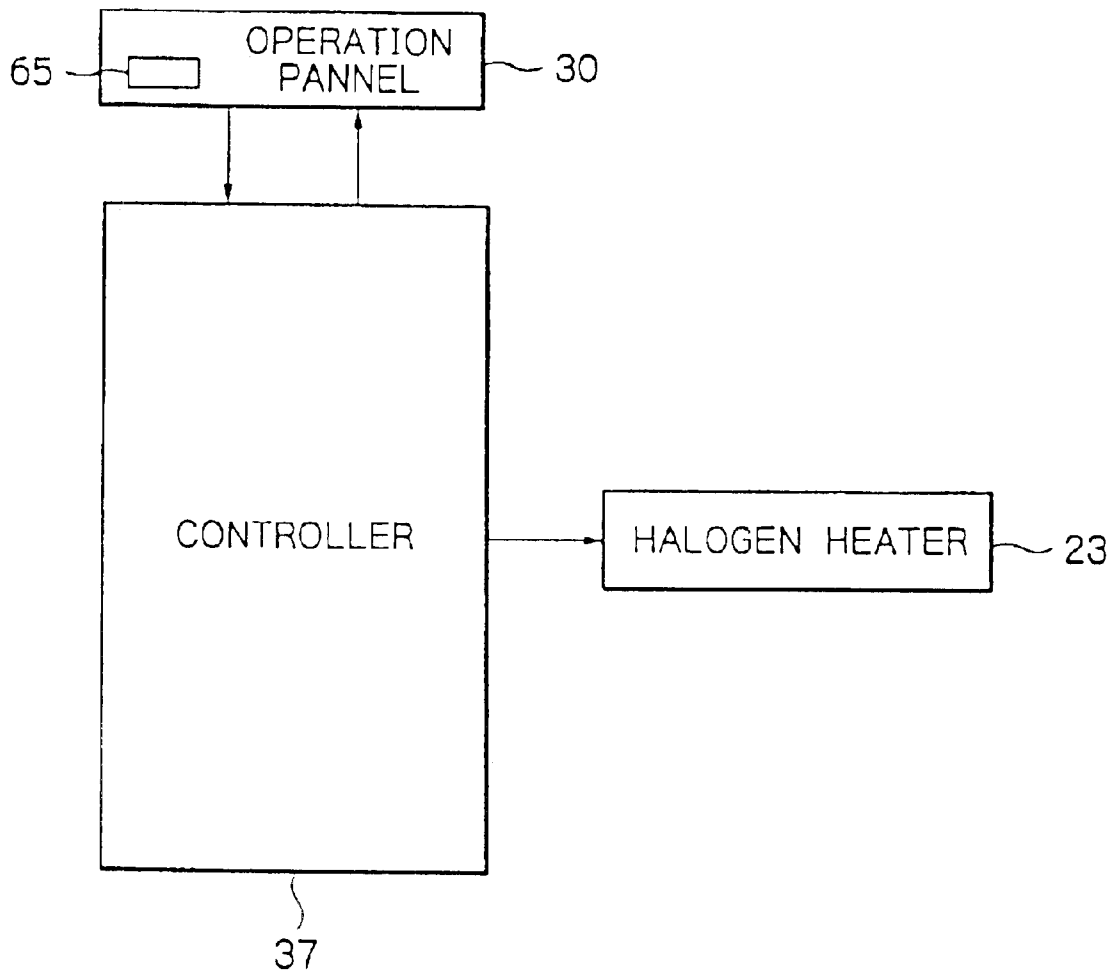 OPERATION
PANNEL
65
30
CONTROLLER
HALOGEN HEATER
23
37